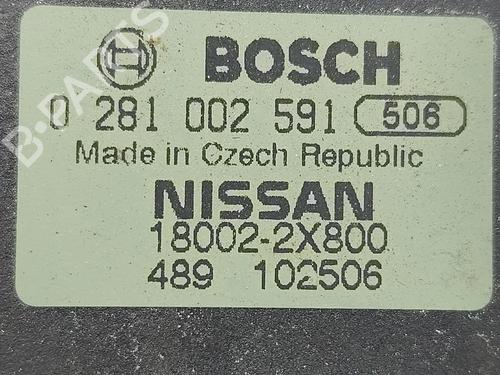 BOSCH
0 281 002 591 506
Made in Czech Republic
NISSAN
18002-2X800
489 102506
B-PARTS